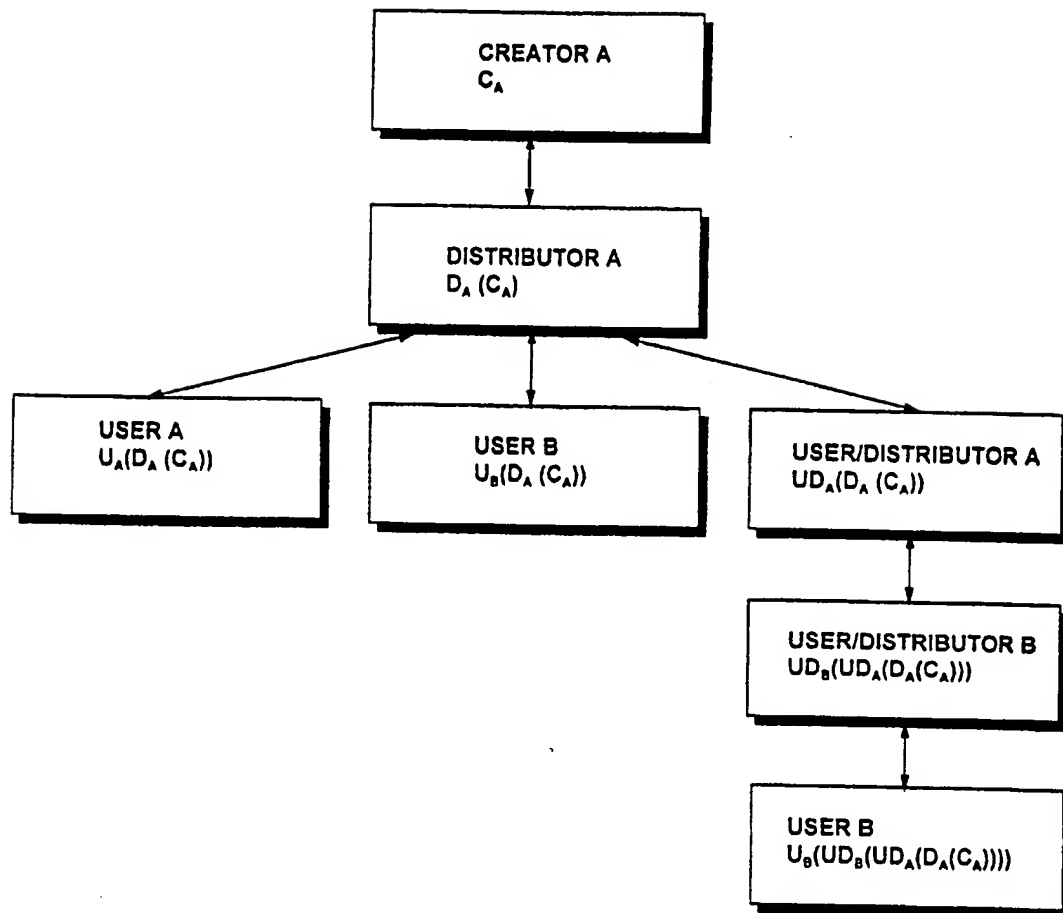 CREATOR A
C_A
DISTRIBUTOR A
D_A (C_A)
USER A
U_A(D_A (C_A))
USER B
U_B(D_A (C_A))
USER/DISTRIBUTOR A
UD_A(D_A (C_A))
USER/DISTRIBUTOR B
UD_B(UD_A(D_A(C_A)))
USER B
U_B(UD_B(UD_A(D_A(C_A))))